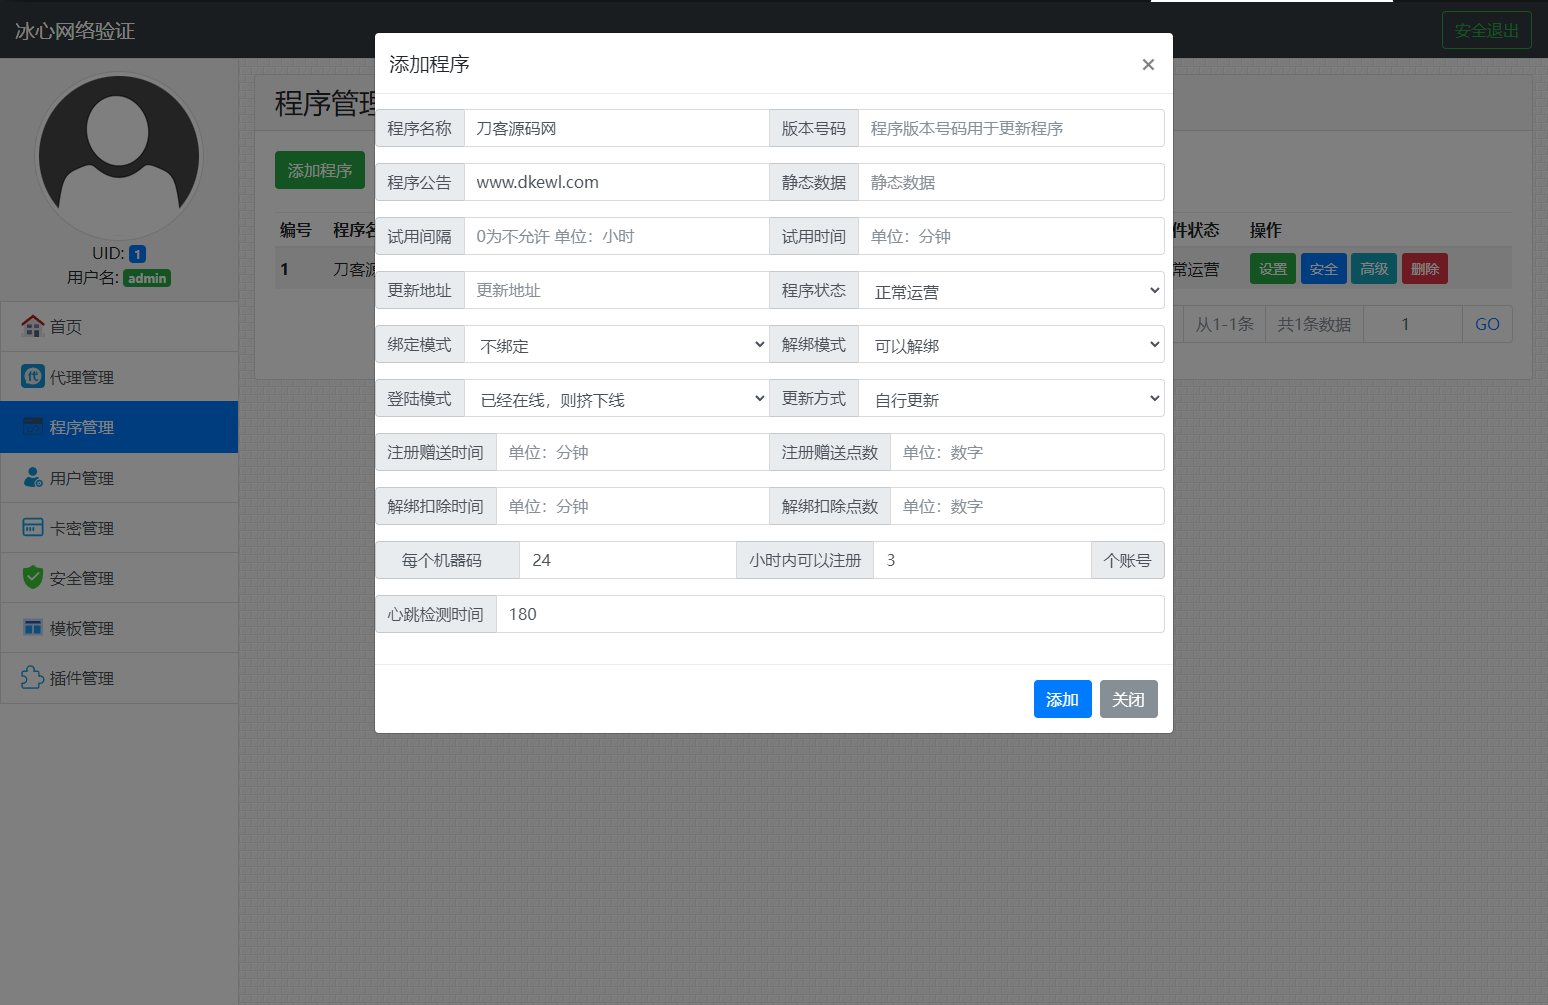 冰心网络验证
安全退出
UID: 1
用户名: admin
首页
代理管理
程序管理
用户管理
卡密管理
安全管理
模板管理
插件管理
程序管理
添加程序
编号 程序名 件状态 操作
1 刀客源 常运营 设置 安全 高级 删除
从1-1条 共1条数据 1 GO
添加程序 ×
程序名称 刀客源码网 版本号码 程序版本号码用于更新程序
程序公告 www.dkewl.com 静态数据 静态数据
试用间隔 0为不允许 单位：小时 试用时间 单位：分钟
更新地址 更新地址 程序状态 正常运营
绑定模式 不绑定 解绑模式 可以解绑
登陆模式 已经在线，则挤下线 更新方式 自行更新
注册赠送时间 单位：分钟 注册赠送点数 单位：数字
解绑扣除时间 单位：分钟 解绑扣除点数 单位：数字
每个机器码 24 小时内可以注册 3 个账号
心跳检测时间 180
添加 关闭